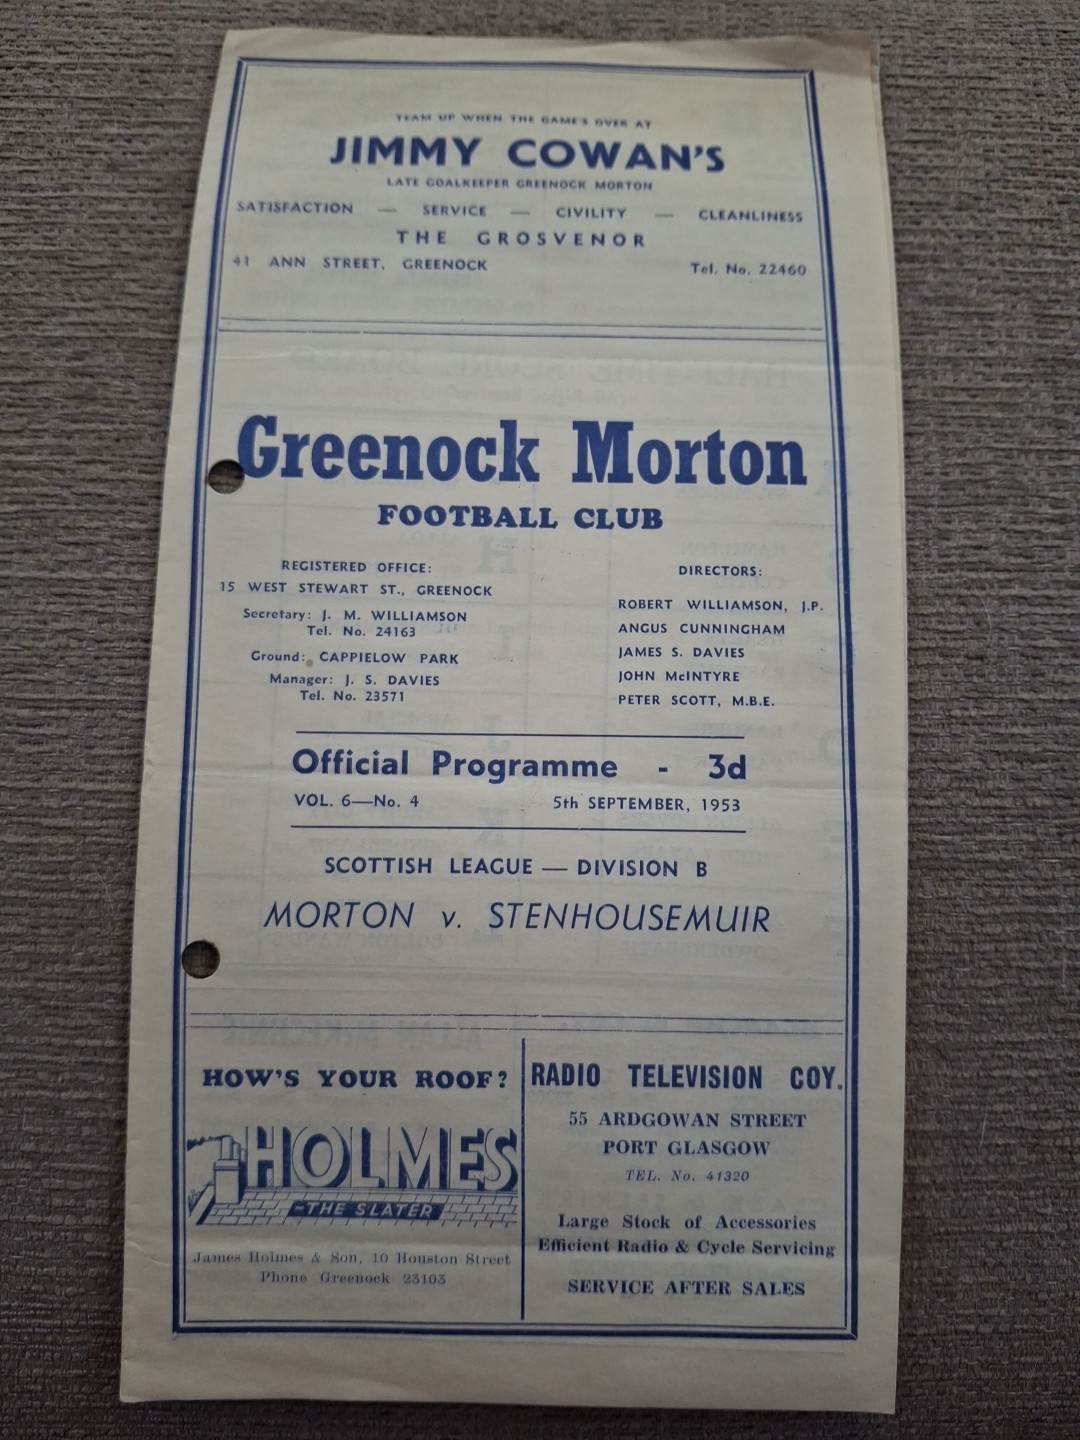 TEAM UP WHEN THE GAME'S OVER AT
JIMMY COWAN'S
LATE GOALKEEPER GREENOCK MORTON
SATISFACTION — SERVICE — CIVILITY — CLEANLINESS
THE GROSVENOR
41 ANN STREET, GREENOCK Tel. No. 22460
Greenock Morton
FOOTBALL CLUB
REGISTERED OFFICE:
15 WEST STEWART ST., GREENOCK
Secretary: J. M. WILLIAMSON
Tel. No. 24163
Ground: CAPPIELOW PARK
Manager: J. S. DAVIES
Tel. No. 23571
DIRECTORS:
ROBERT WILLIAMSON, J.P.
ANGUS CUNNINGHAM
JAMES S. DAVIES
JOHN McINTYRE
PETER SCOTT, M.B.E.
Official Programme - 3d
VOL. 6—No. 4 5th SEPTEMBER, 1953
SCOTTISH LEAGUE — DIVISION B
MORTON v. STENHOUSEMUIR
HOW'S YOUR ROOF?
HOLMES
-THE SLATER
James Holmes & Son, 10 Houston Street
Phone Greenock 23103
RADIO TELEVISION COY.
55 ARDGOWAN STREET
PORT GLASGOW
TEL. No. 41320
Large Stock of Accessories
Efficient Radio & Cycle Servicing
SERVICE AFTER SALES